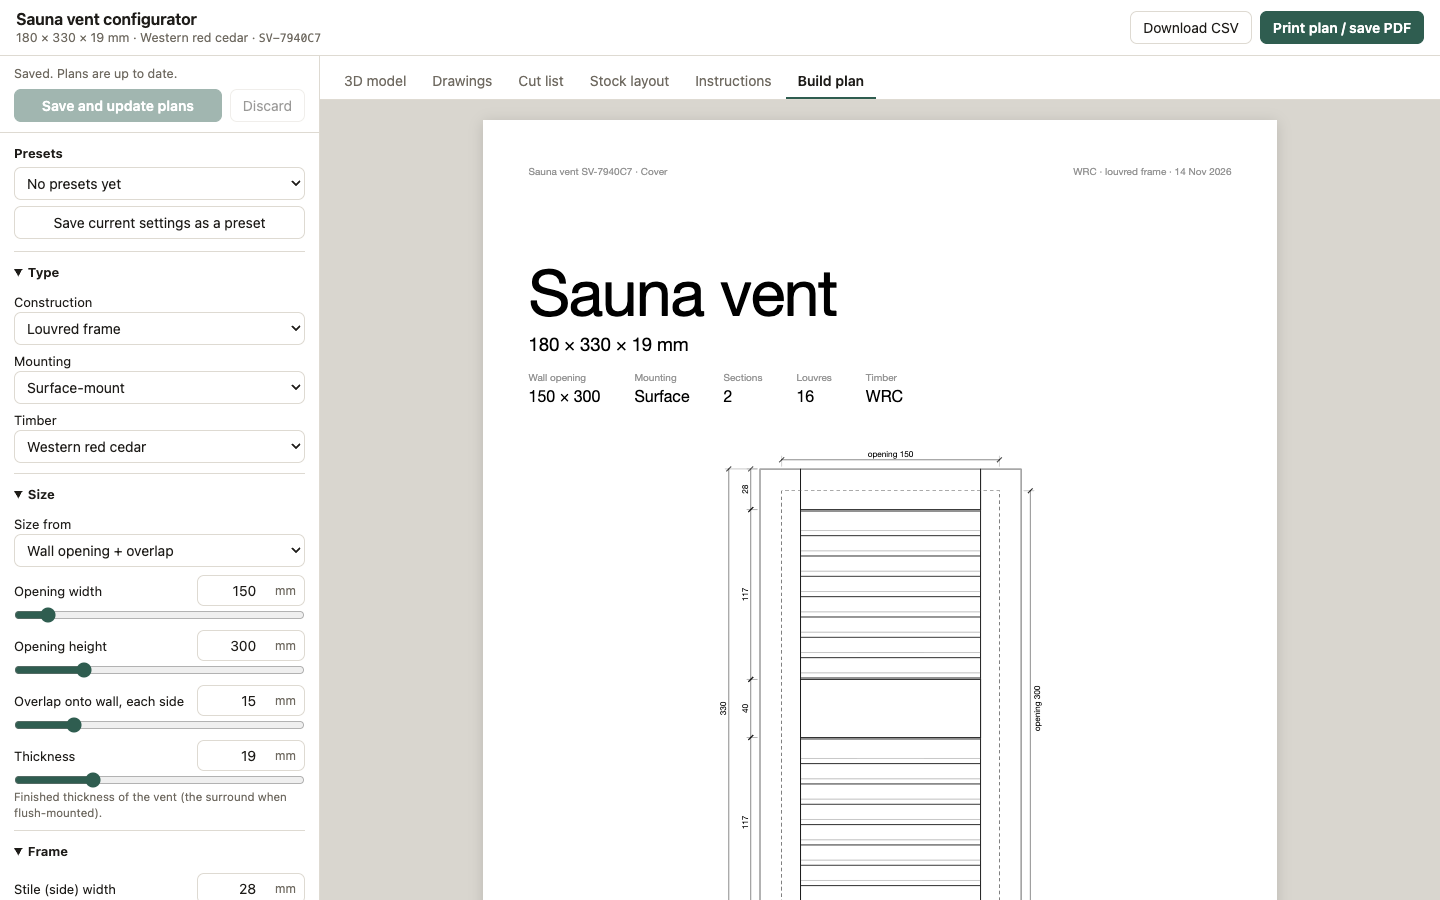 Sauna vent configurator
180 × 330 × 19 mm · Western red cedar · SV-7940C7
Download CSV
Print plan / save PDF
Saved. Plans are up to date.
Save and update plans
Discard
Presets
No presets yet
Save current settings as a preset
Type
Construction
Louvred frame
Mounting
Surface-mount
Timber
Western red cedar
Size
Size from
Wall opening + overlap
Opening width
150 mm
Opening height
300 mm
Overlap onto wall, each side
15 mm
Thickness
19 mm
Finished thickness of the vent (the surround when
flush-mounted).
Frame
Stile (side) width
28 mm
3D model
Drawings
Cut list
Stock layout
Instructions
Build plan
Sauna vent SV-7940C7 · Cover
WRC · louvred frame · 14 Nov 2026
Sauna vent
180 × 330 × 19 mm
Wall opening
150 × 300
Mounting
Surface
Sections
2
Louvres
16
Timber
WRC
opening 150
28
117
330
40
opening 300
117